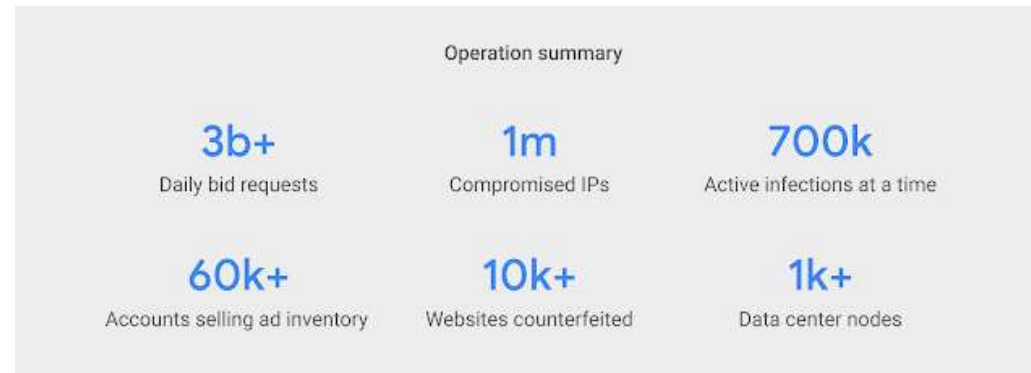 Operation summary
3b+
Daily bid requests
1m
Compromised IPs
700k
Active infections at a time
60k+
Accounts selling ad inventory
10k+
Websites counterfeited
1k+
Data center nodes